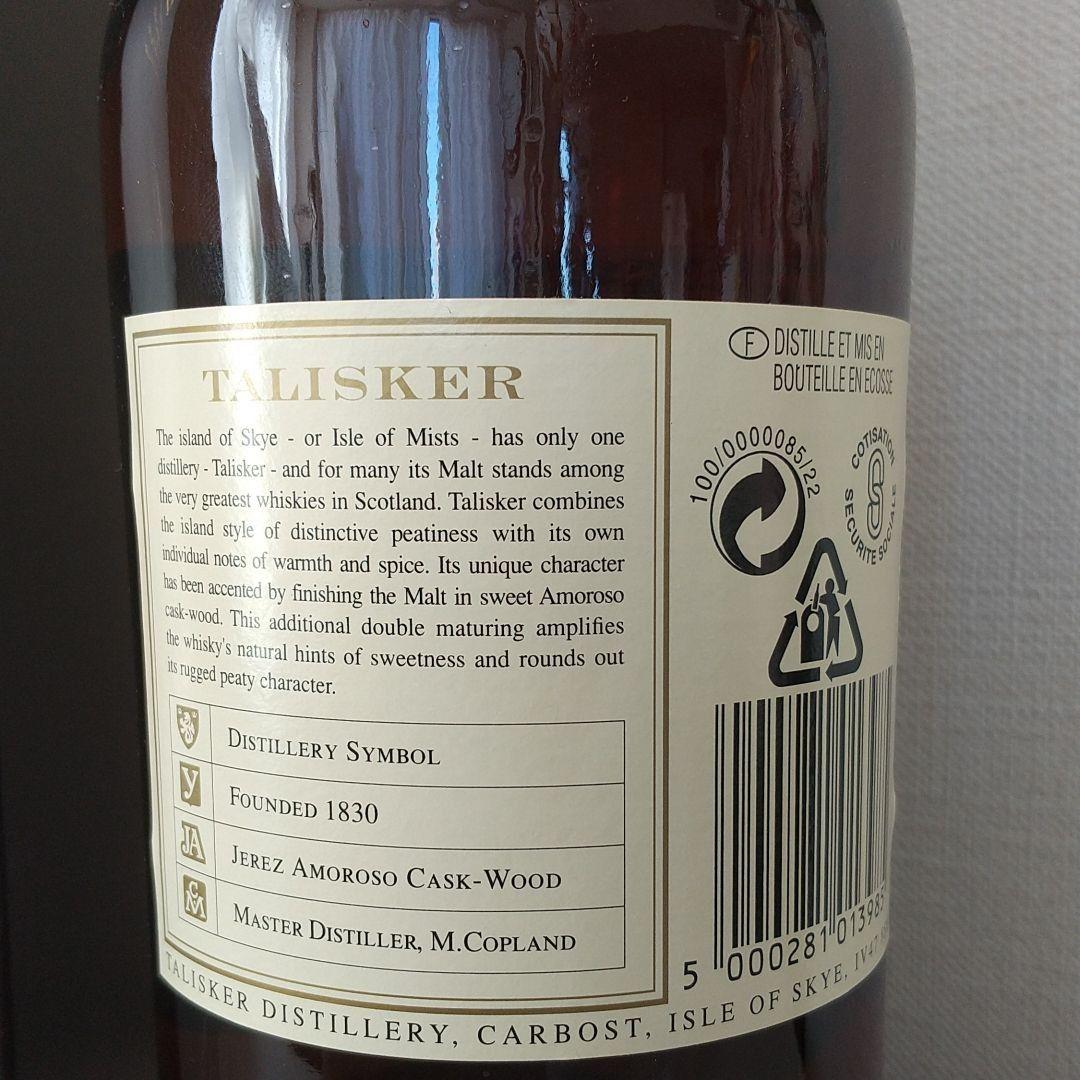 TALISKER
The island of Skye - or Isle of Mists - has only one
distillery - Talisker - and for many its Malt stands among
the very greatest whiskies in Scotland. Talisker combines
the island style of distinctive peatiness with its own
individual notes of warmth and spice. Its unique character
has been accented by finishing the Malt in sweet Amoroso
cask-wood. This additional double maturing amplifies
the whisky's natural hints of sweetness and rounds out
its rugged peaty character.
DISTILLERY SYMBOL
y
FOUNDED 1830
JA
JEREZ AMOROSO CASK-WOOD
CM
MASTER DISTILLER, M.COPLAND
TALISKER DISTILLERY, CARBOST, ISLE OF SKYE, IV47
F DISTILLE ET MIS EN
BOUTEILLE EN ECOSSE
100/0000085/22
COTISATION
SECURITE SOCIALE
5 000281 013985